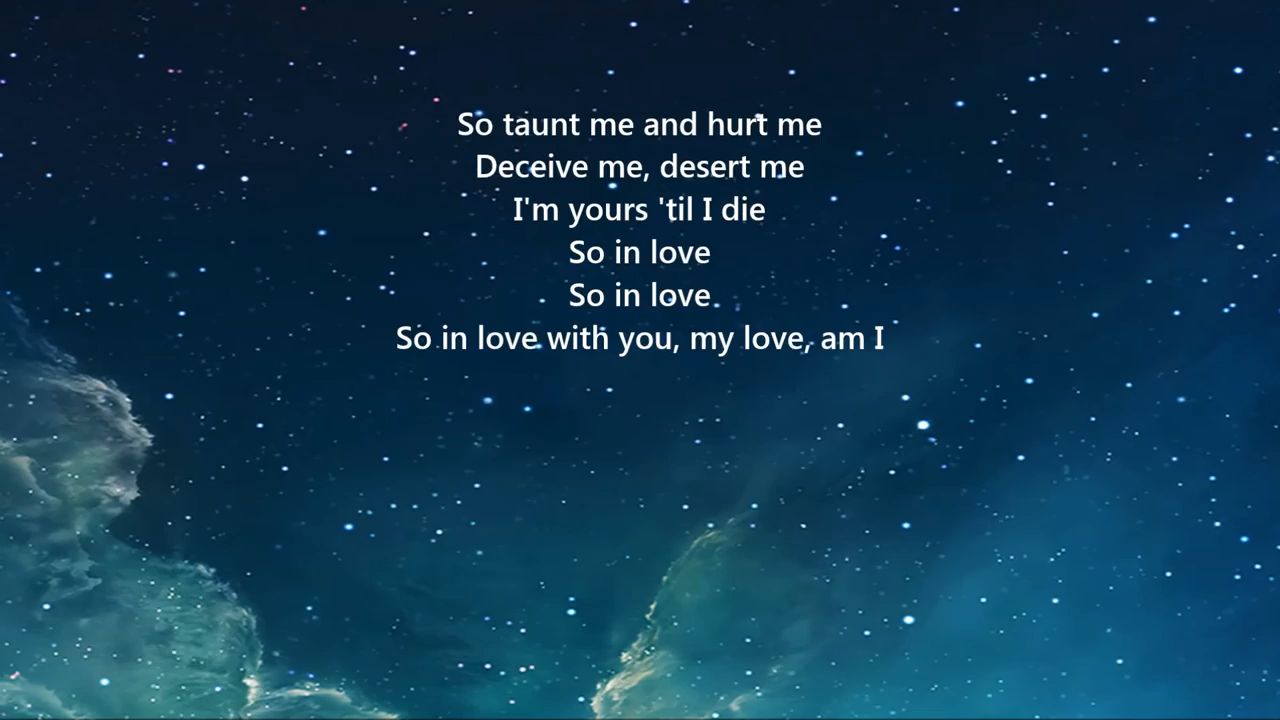 So taunt me and hurt me
Deceive me, desert me
I'm yours 'til I die
So in love
So in love
So in love with you, my love, am I